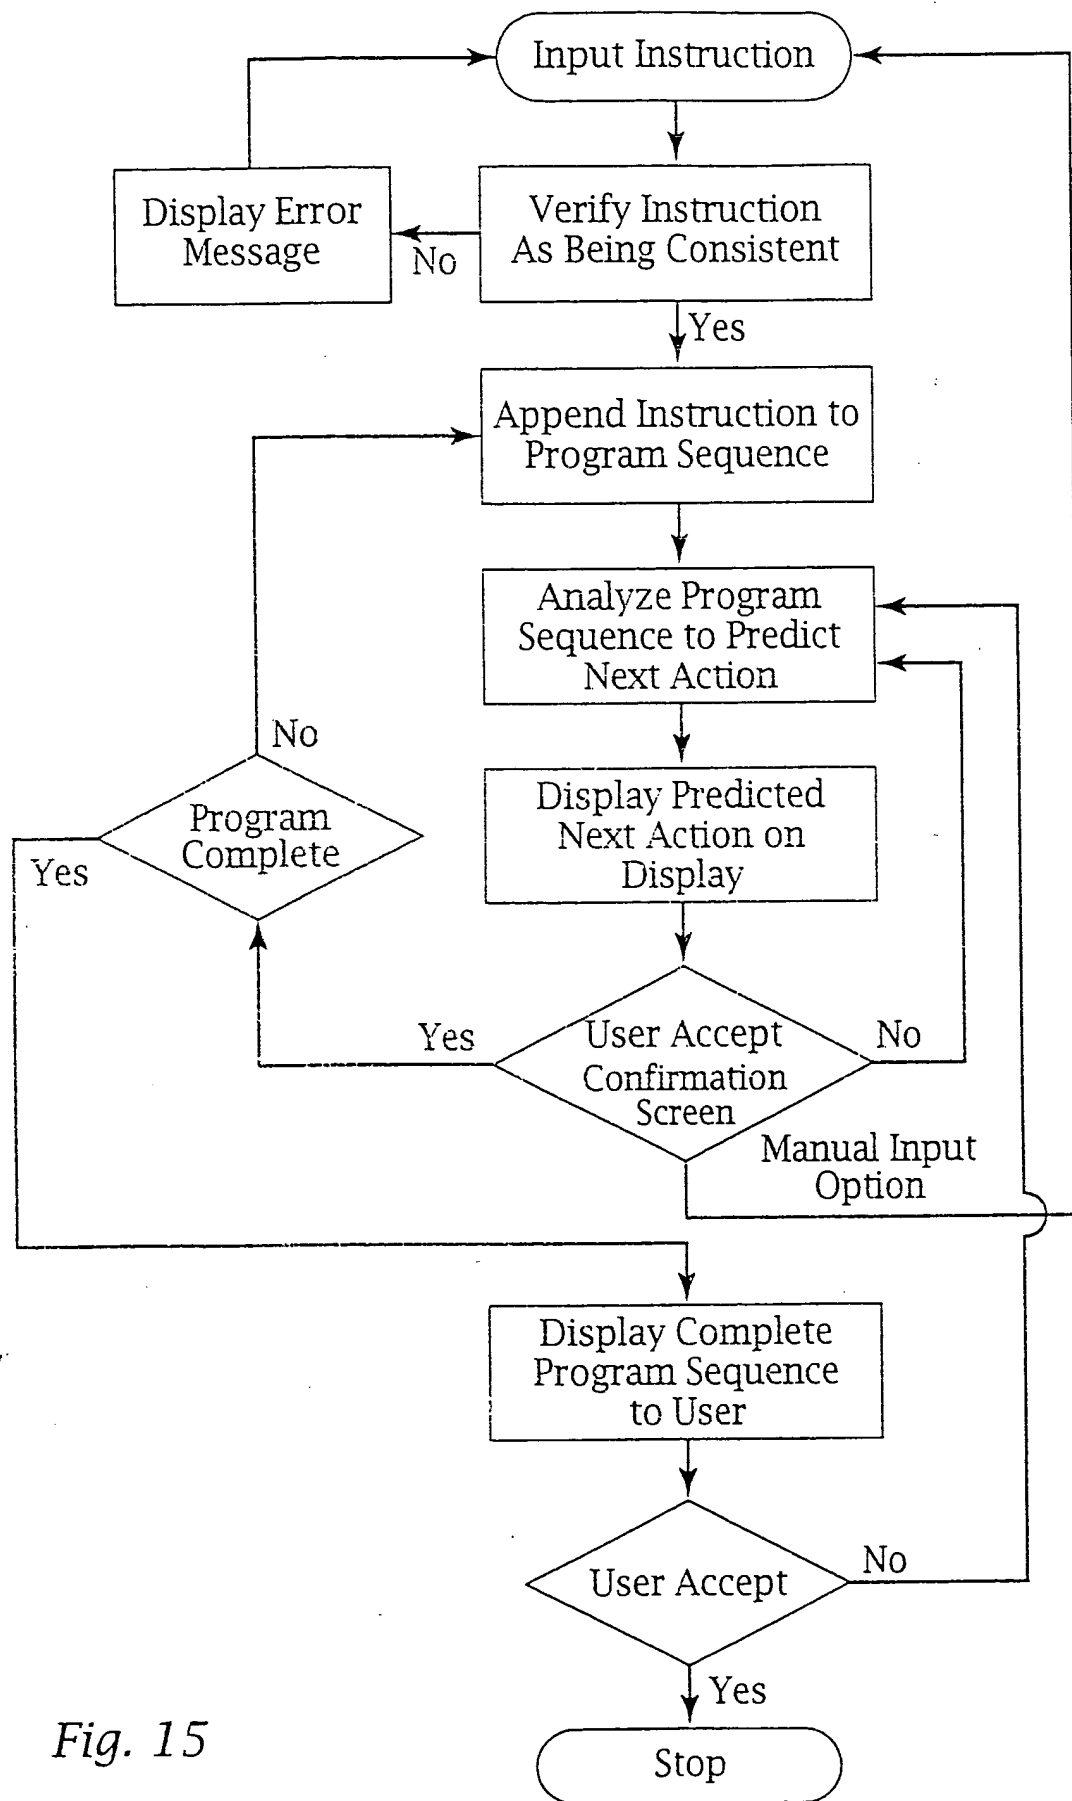 Input Instruction
Display Error
Message
No
Verify Instruction
As Being Consistent
Yes
Append Instruction to
Program Sequence
Analyze Program
Sequence to Predict
Next Action
No
Program
Complete
Yes
Display Predicted
Next Action on
Display
Yes
User Accept
Confirmation
Screen
No
Manual Input
Option
Display Complete
Program Sequence
to User
User Accept
No
Yes
Stop
Fig. 15